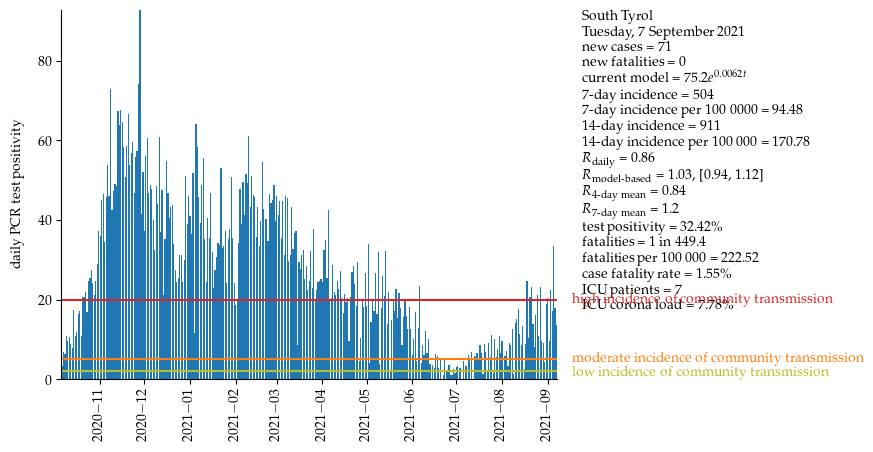 South Tyrol
Tuesday, 7 September 2021
new cases = 71
new fatalities = 0
current model = 75.2e^0.0062t
7-day incidence = 504
7-day incidence per 100 0000 = 94.48
14-day incidence = 911
14-day incidence per 100 000 = 170.78
R_daily = 0.86
R_model-based = 1.03, [0.94, 1.12]
R_4-day mean = 0.84
R_7-day mean = 1.2
test positivity = 32.42%
fatalities = 1 in 449.4
fatalities per 100 000 = 222.52
case fatality rate = 1.55%
ICU patients = 7
high incidence of community transmission
ICU corona load = 7.78%
moderate incidence of community transmission
low incidence of community transmission
daily PCR test positivity
80
60
40
20
0
2020−11
2020−12
2021−01
2021−02
2021−03
2021−04
2021−05
2021−06
2021−07
2021−08
2021−09